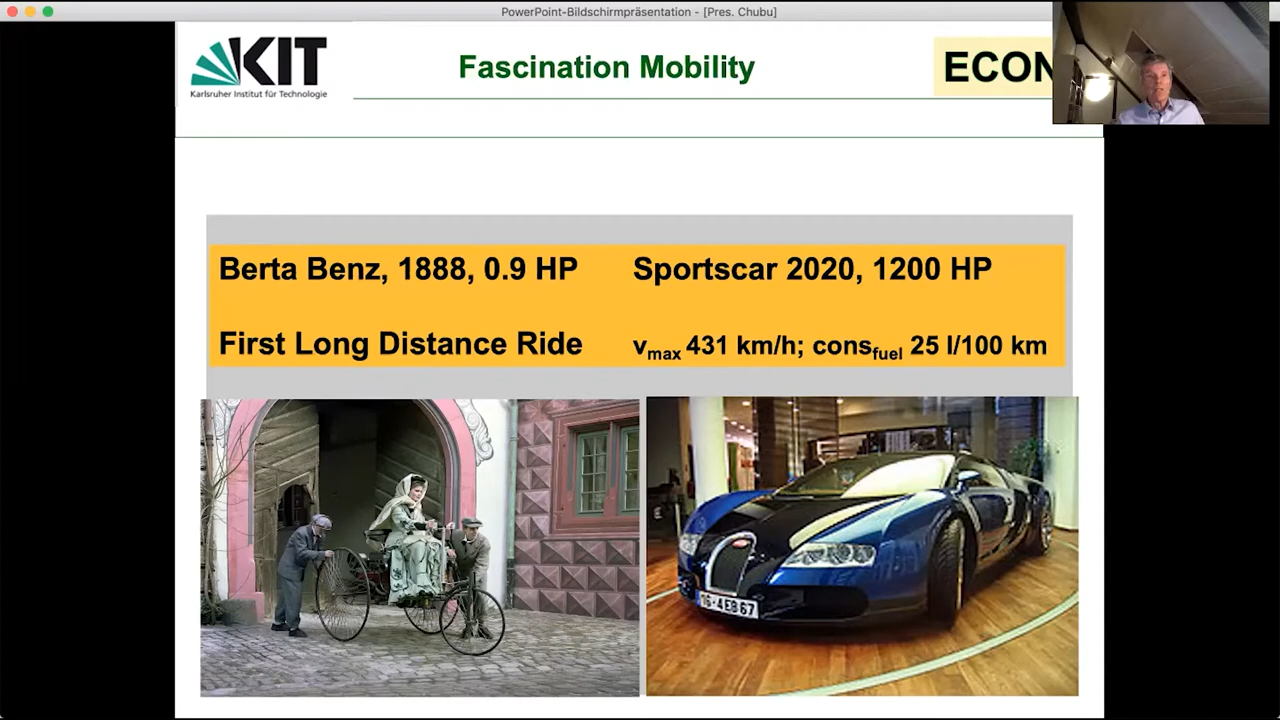 PowerPoint-Bildschirmpräsentation - [Pres. Chubu]
KIT
Karlsruher Institut für Technologie
Fascination Mobility
ECON
Berta Benz, 1888, 0.9 HP
Sportscar 2020, 1200 HP
First Long Distance Ride
vmax 431 km/h; consfuel 25 l/100 km